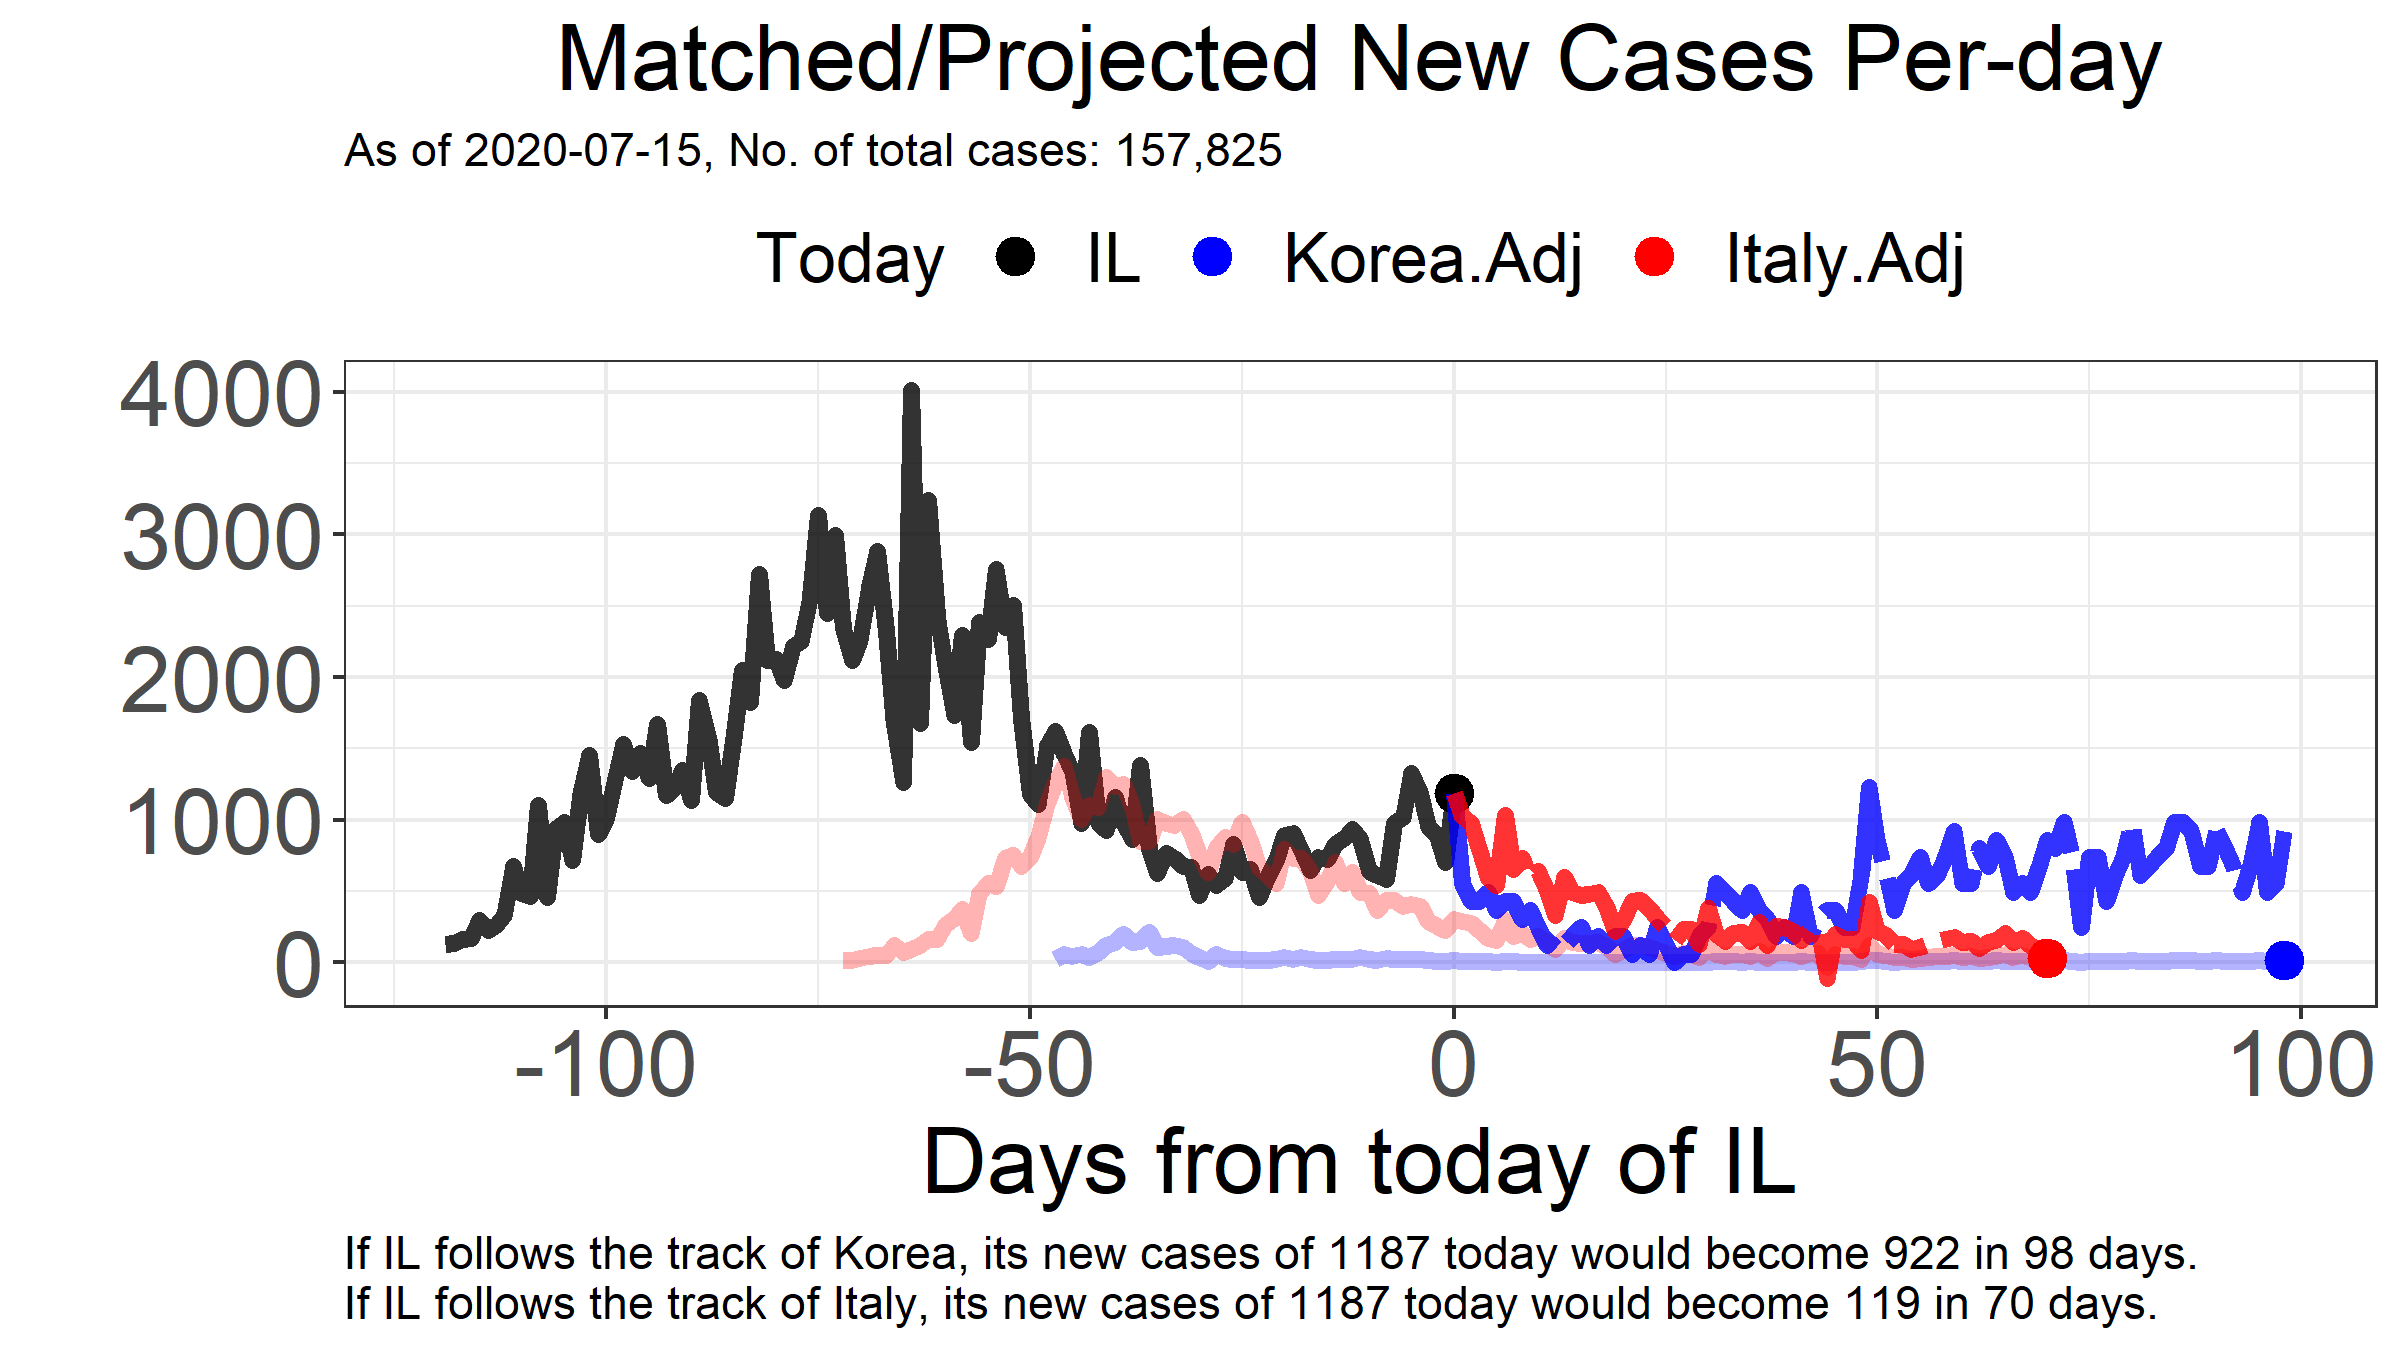 Matched/Projected New Cases Per-day
As of 2020-07-15, No. of total cases: 157,825
Today IL Korea.Adj Italy.Adj
4000
3000
2000
1000
0
-100 -50 0 50 100
Days from today of IL
If IL follows the track of Korea, its new cases of 1187 today would become 922 in 98 days.
If IL follows the track of Italy, its new cases of 1187 today would become 119 in 70 days.